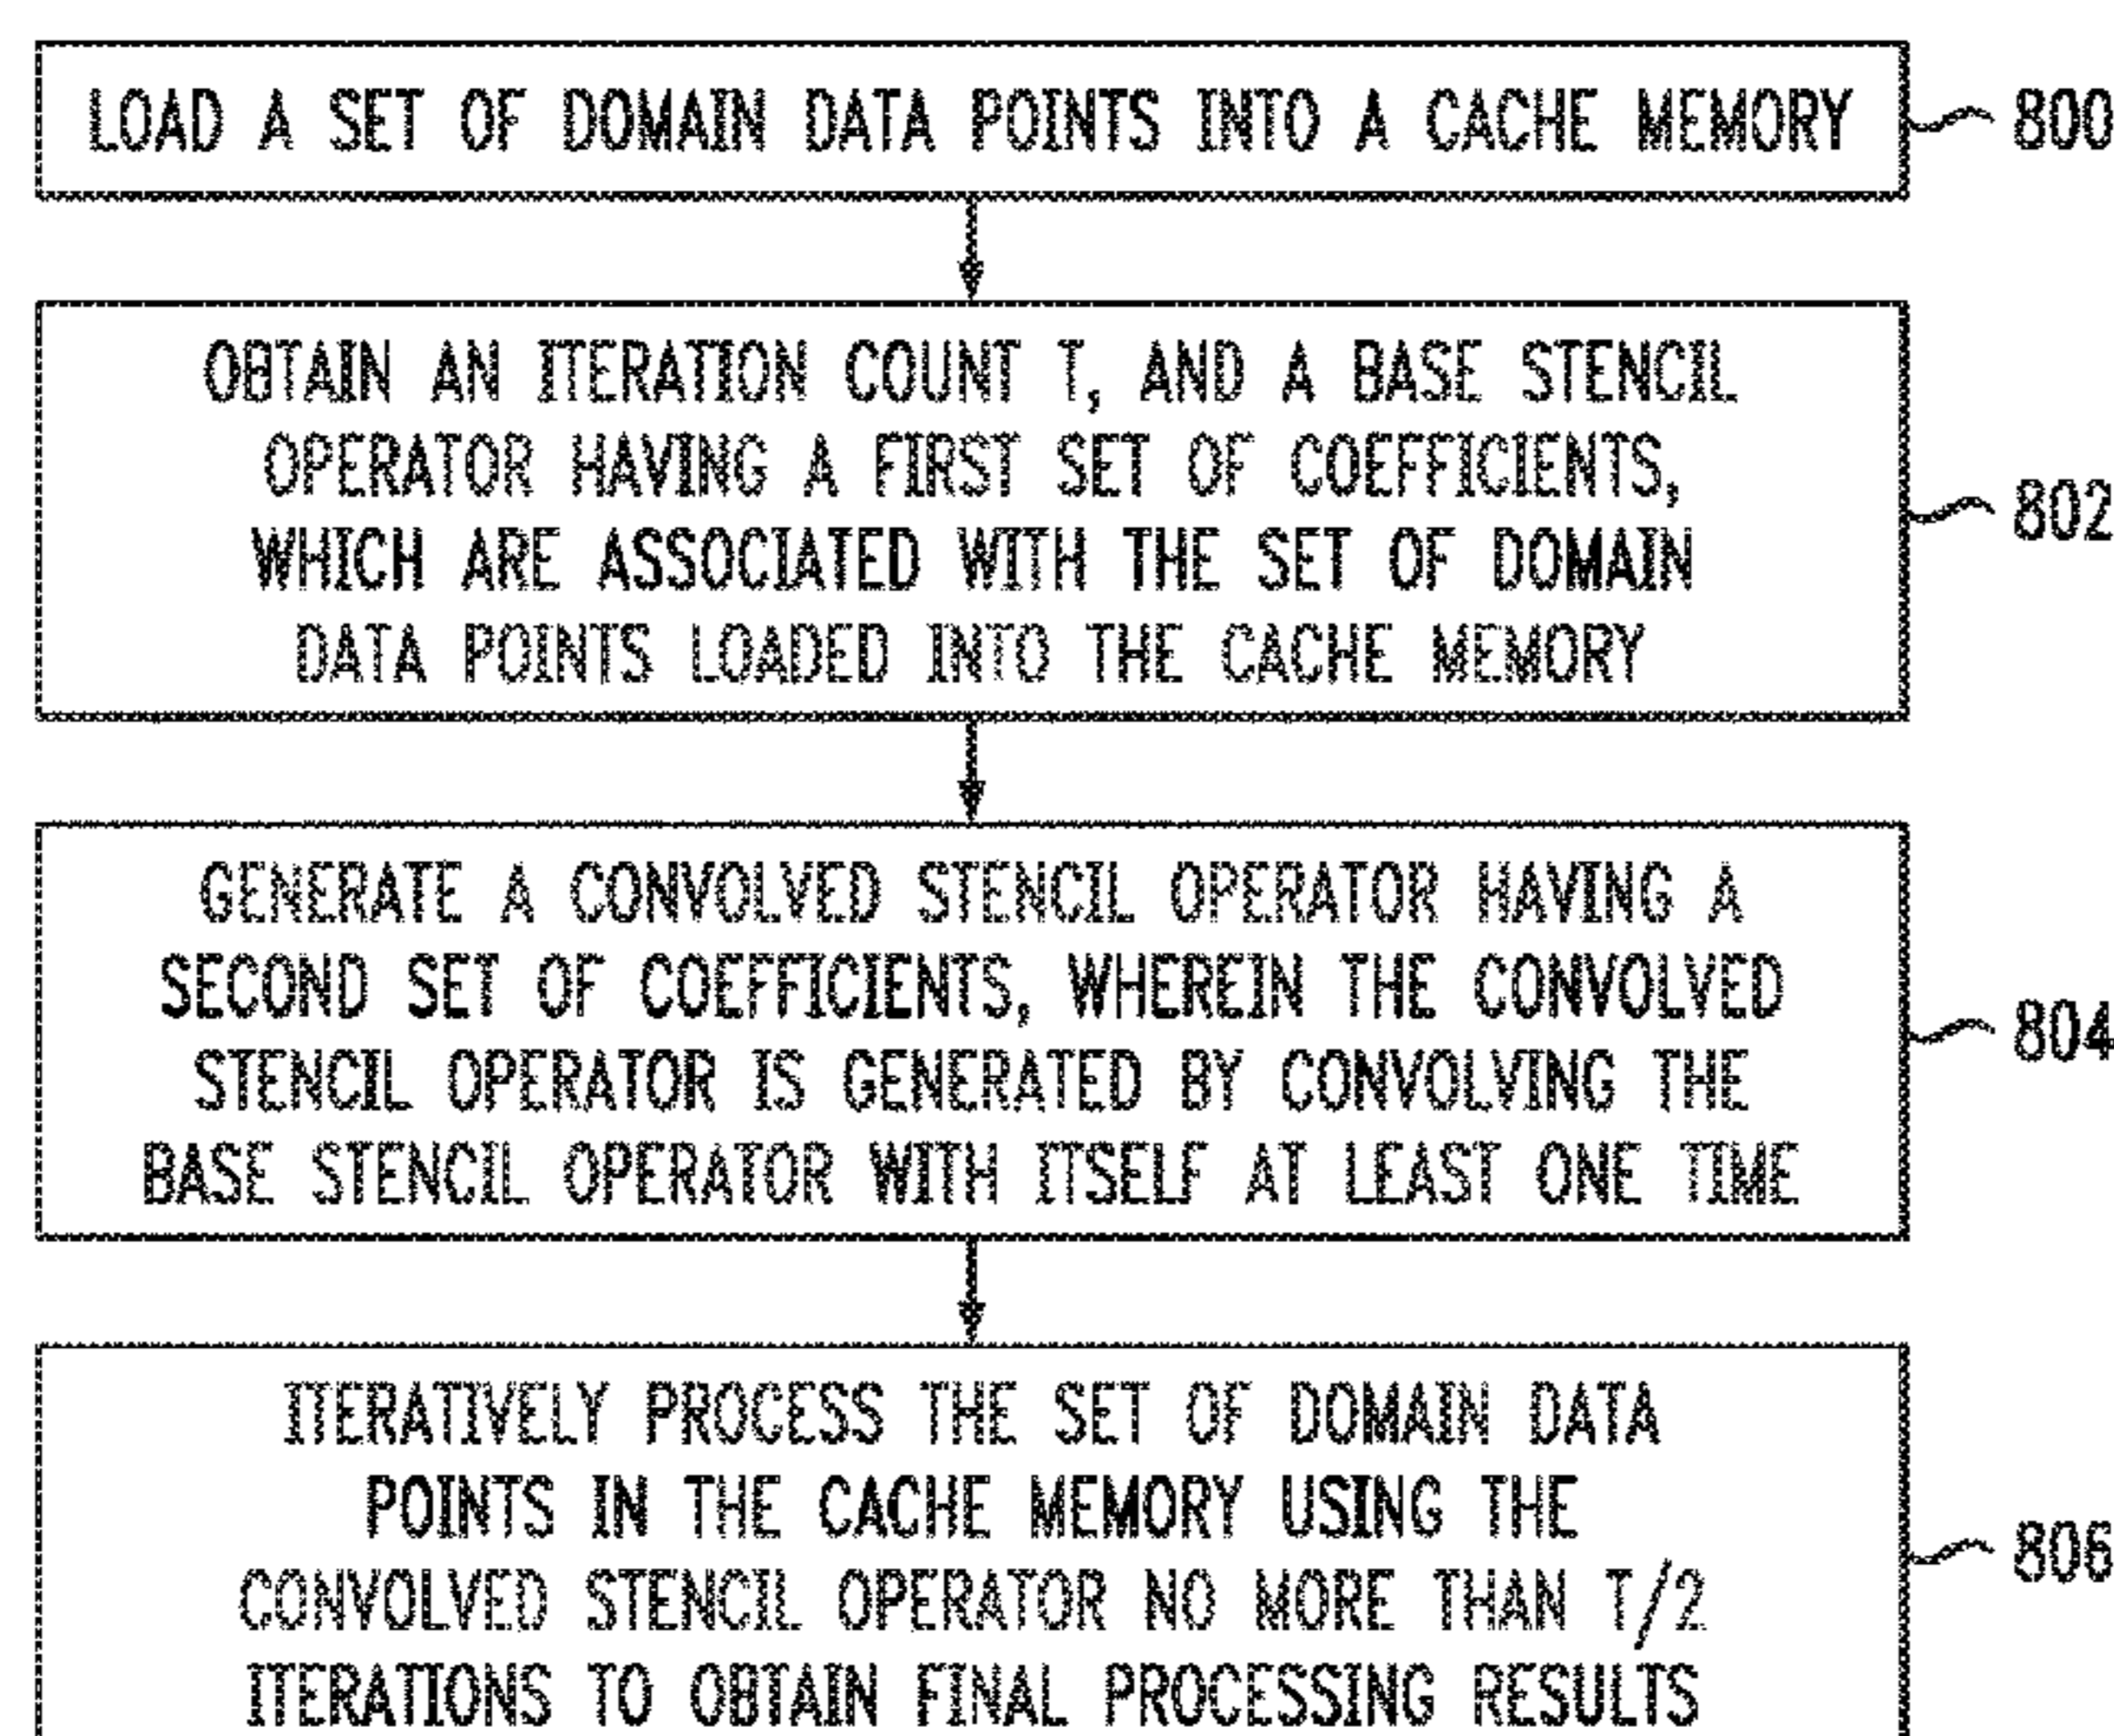 LOAD A SET OF DOMAIN DATA POINTS INTO A CACHE MEMORY
800
OBTAIN AN ITERATION COUNT T, AND A BASE STENCIL
OPERATOR HAVING A FIRST SET OF COEFFICIENTS,
WHICH ARE ASSOCIATED WITH THE SET OF DOMAIN
DATA POINTS LOADED INTO THE CACHE MEMORY
802
GENERATE A CONVOLVED STENCIL OPERATOR HAVING A
SECOND SET OF COEFFICIENTS, WHEREIN THE CONVOLVED
STENCIL OPERATOR IS GENERATED BY CONVOLVING THE
BASE STENCIL OPERATOR WITH ITSELF AT LEAST ONE TIME
804
ITERATIVELY PROCESS THE SET OF DOMAIN DATA
POINTS IN THE CACHE MEMORY USING THE
CONVOLVED STENCIL OPERATOR NO MORE THAN T/2
ITERATIONS TO OBTAIN FINAL PROCESSING RESULTS
806